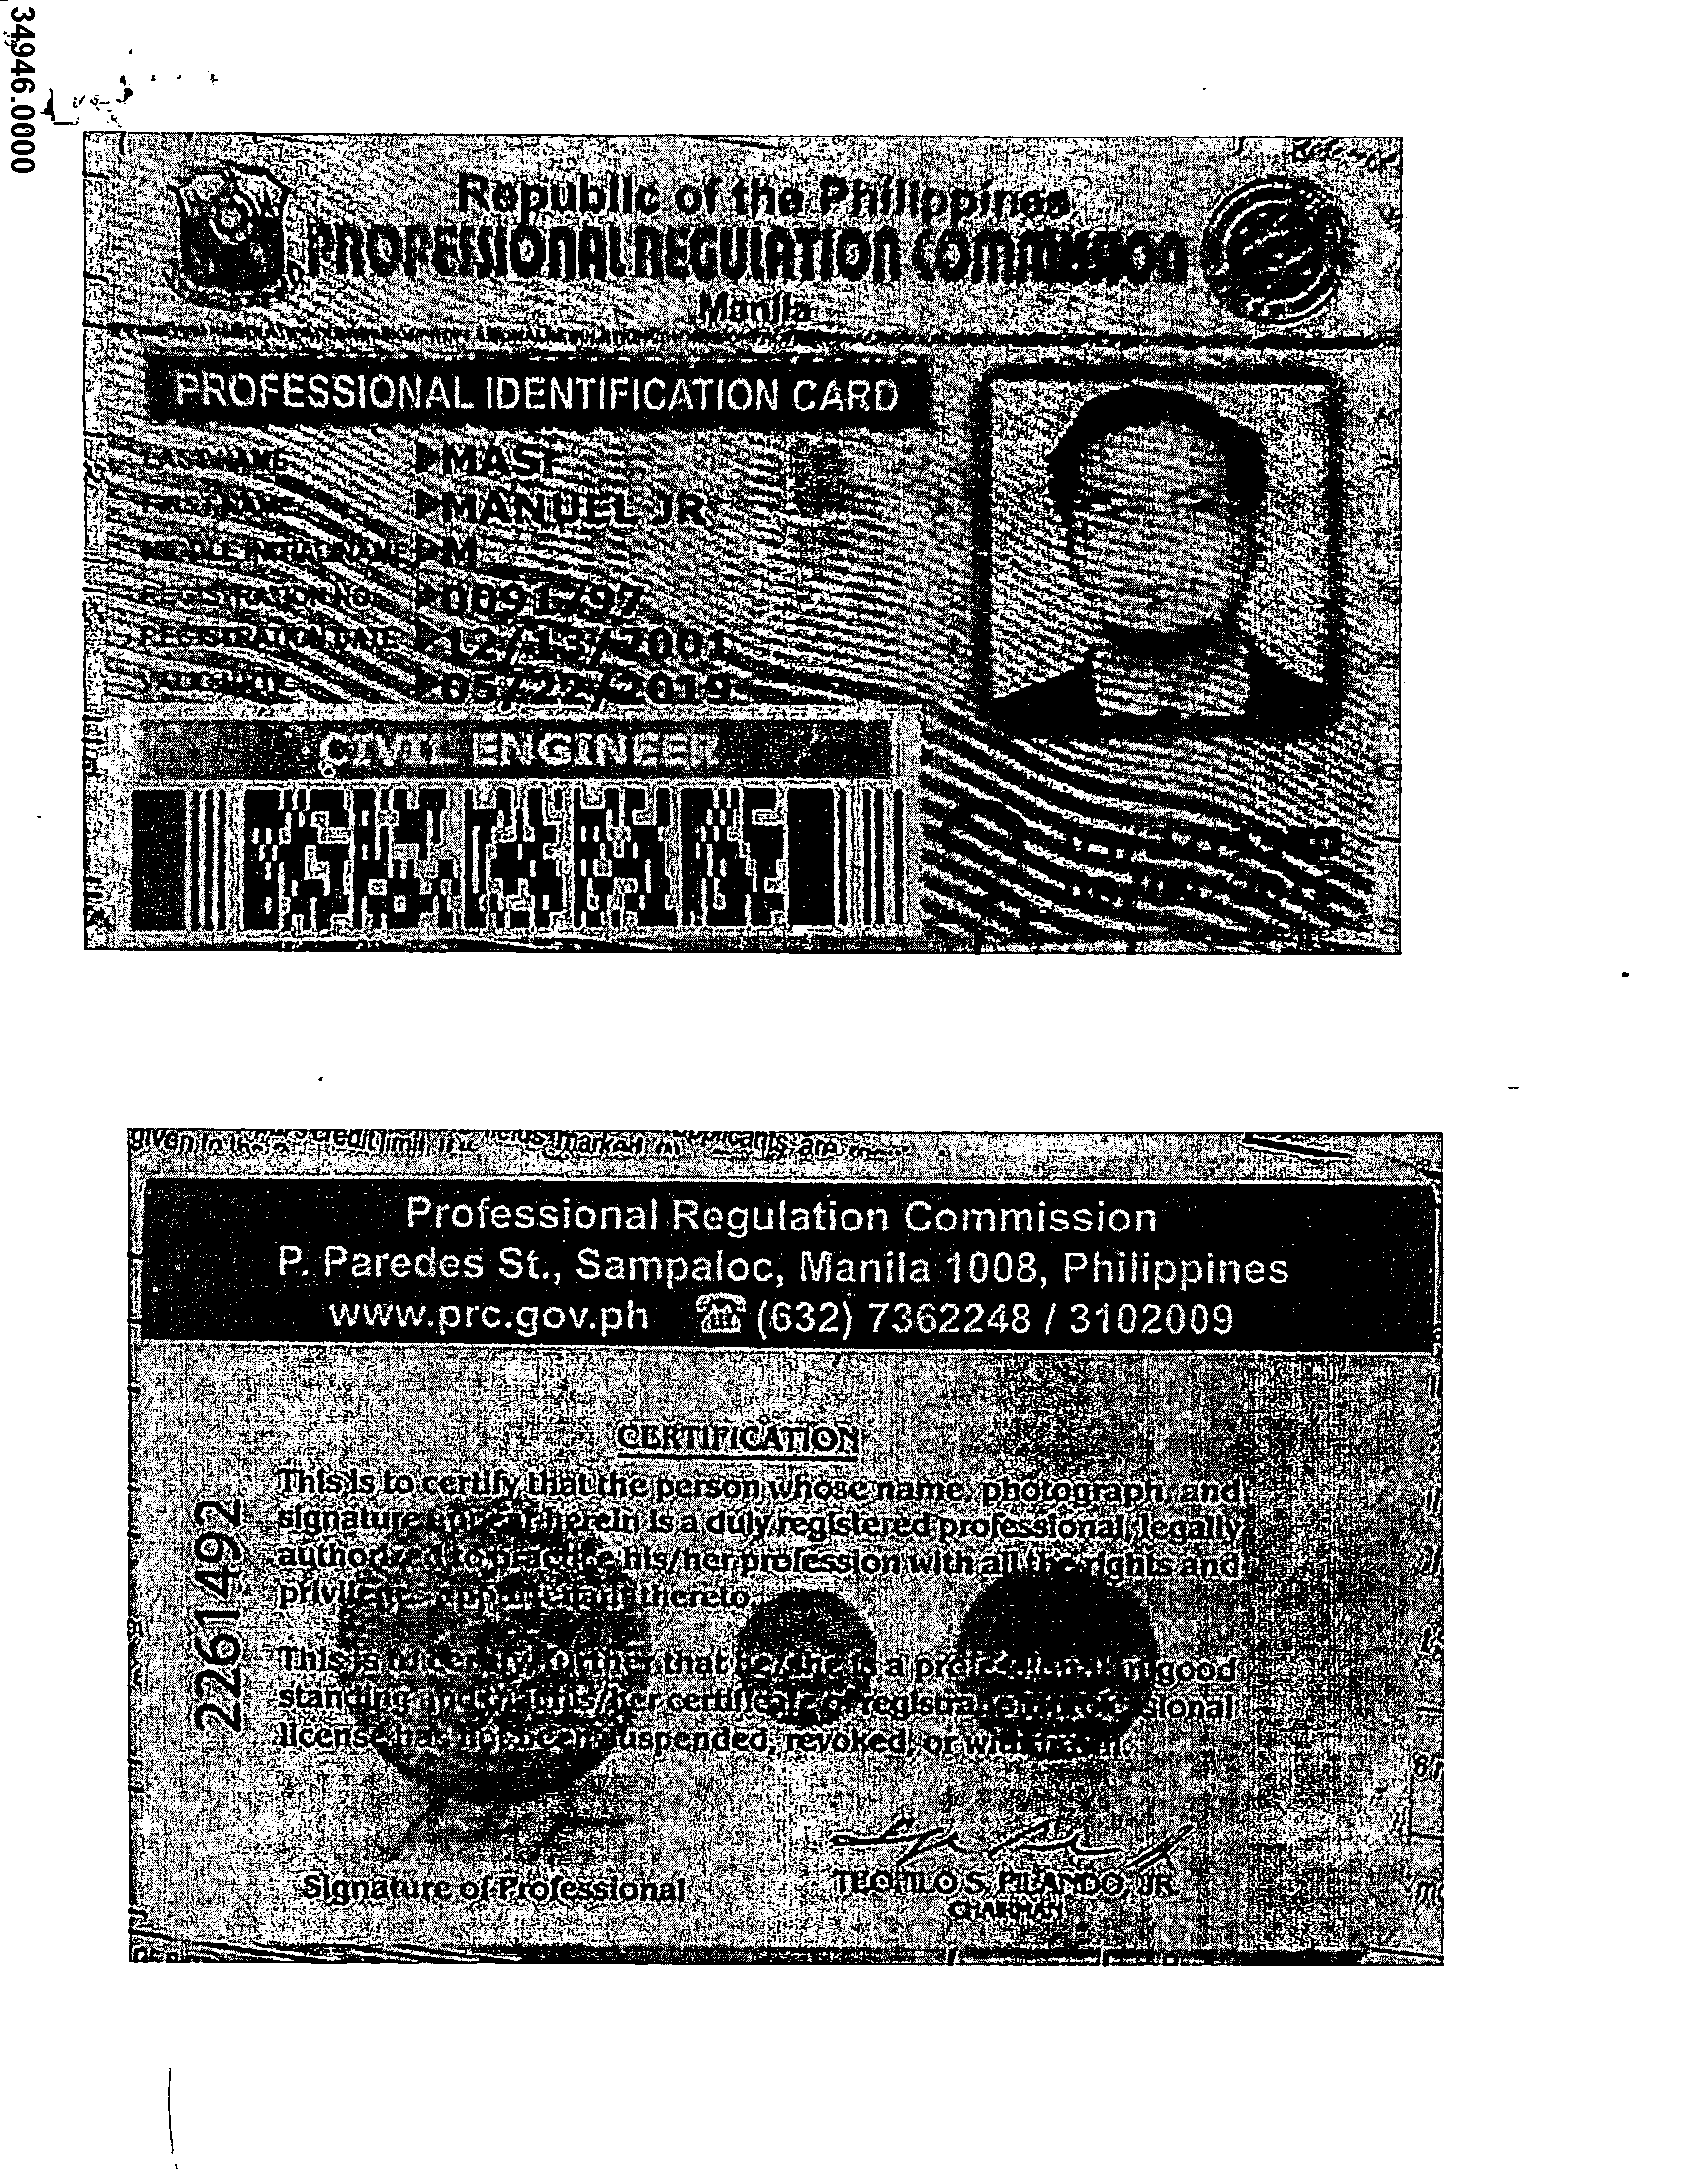 34946.0000
Republic of the Philippines
PROFESSIONAL REGULATION COMMISSION
Manila
PROFESSIONAL IDENTIFICATION CARD
LAST NAME MASI
FIRST NAME MANUEL JR
MIDDLE INITIAL/NAME M
REGISTRATION NO. 0091797
REGISTRATION DATE 12/13/2001
VALID UNTIL 05/22/2019
CIVIL ENGINEER
given to the credit limit marked applicants are
Professional Regulation Commission
P. Paredes St., Sampaloc, Manila 1008, Philippines
www.prc.gov.ph ☎ (632) 7362248 / 3102009
CERTIFICATION
This is to certify that the person whose name, photograph, and
signature appear herein is a duly registered professional, legally
authorized to practice his/her profession with all the rights and
privileges appurtenant thereto.
This is to certify further that he/she is a professional in good
standing and that his/her certificate of registration/professional
license has not been suspended, revoked, or withdrawn.
2261492
Signature of Professional
TEOFILO S. PILANDO, JR.
CHAIRMAN